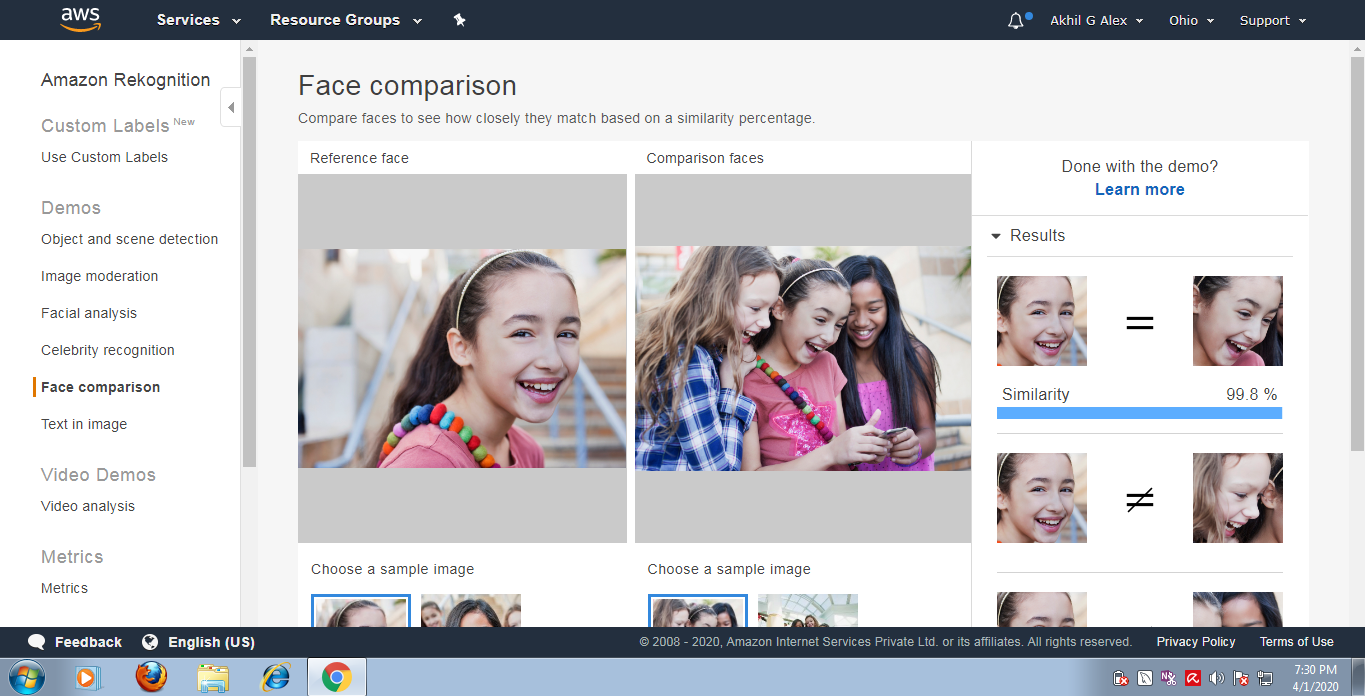 aws
Services
Resource Groups
Akhil G Alex
Ohio
Support
Amazon Rekognition
Custom Labels New
Use Custom Labels
Demos
Object and scene detection
Image moderation
Facial analysis
Celebrity recognition
Face comparison
Text in image
Video Demos
Video analysis
Metrics
Metrics
Face comparison
Compare faces to see how closely they match based on a similarity percentage.
Reference face
Comparison faces
Choose a sample image
Choose a sample image
Done with the demo?
Learn more
Results
=
Similarity 99.8 %
≠
Feedback
English (US)
© 2008 - 2020, Amazon Internet Services Private Ltd. or its affiliates. All rights reserved.
Privacy Policy
Terms of Use
7:30 PM
4/1/2020